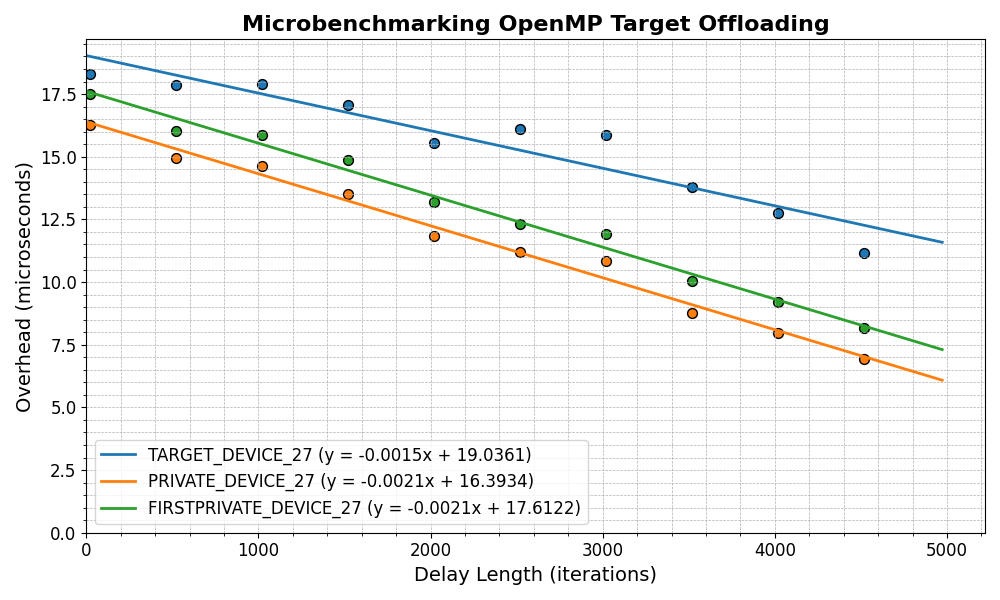 Microbenchmarking OpenMP Target Offloading
Overhead (microseconds)
17.5
15.0
12.5
10.0
7.5
5.0
2.5
0.0
TARGET_DEVICE_27 (y = -0.0015x + 19.0361)
PRIVATE_DEVICE_27 (y = -0.0021x + 16.3934)
FIRSTPRIVATE_DEVICE_27 (y = -0.0021x + 17.6122)
0 1000 2000 3000 4000 5000
Delay Length (iterations)